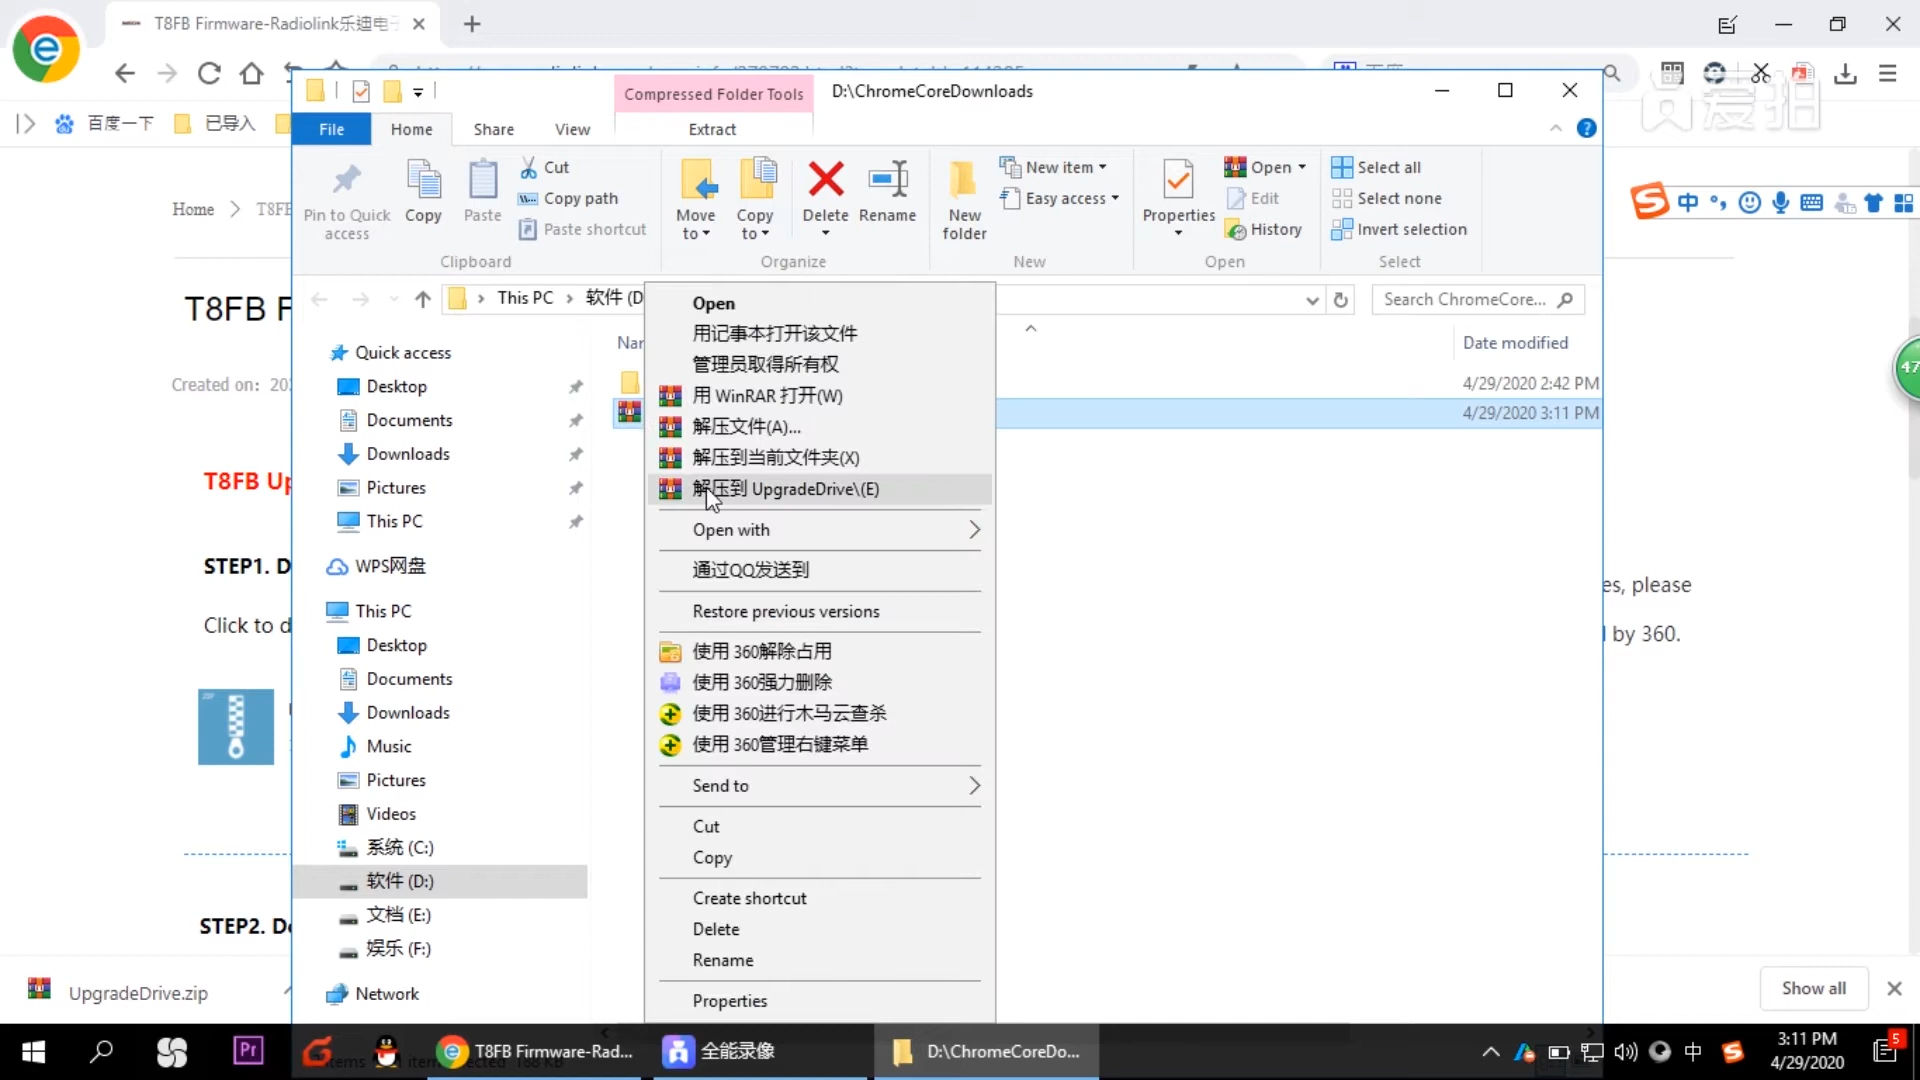 T8FB Firmware-Radiolink乐迪电子
Compressed Folder Tools
D:\ChromeCoreDownloads
百度一下
已导入
爱拍
File
Home
Share
View
Extract
Pin to Quick access
Copy
Paste
Cut
Copy path
Paste shortcut
Clipboard
Move to
Copy to
Delete
Rename
Organize
New folder
New item
Easy access
New
Properties
Open
Edit
History
Open
Select all
Select none
Invert selection
Select
Home
中
This PC
软件 (D
Search ChromeCore...
T8FB F
Date modified
Created on: 20
4/29/2020 2:42 PM
4/29/2020 3:11 PM
47
T8FB Up
STEP1. D
Click to d
es, please
by 360.
ZIP
STEP2. Do
Quick access
Desktop
Documents
Downloads
Pictures
This PC
WPS网盘
This PC
Desktop
Documents
Downloads
Music
Pictures
Videos
系统 (C:)
软件 (D:)
文档 (E:)
娱乐 (F:)
Network
Open
用记事本打开该文件
管理员取得所有权
用 WinRAR 打开(W)
解压文件(A)...
解压到当前文件夹(X)
解压到 UpgradeDrive\(E)
Open with
通过QQ发送到
Restore previous versions
使用 360解除占用
使用 360强力删除
使用 360进行木马云查杀
使用 360管理右键菜单
Send to
Cut
Copy
Create shortcut
Delete
Rename
Properties
UpgradeDrive.zip
Show all
Pr
T8FB Firmware-Rad...
全能录像
D:\ChromeCoreDo...
中
3:11 PM
4/29/2020
5